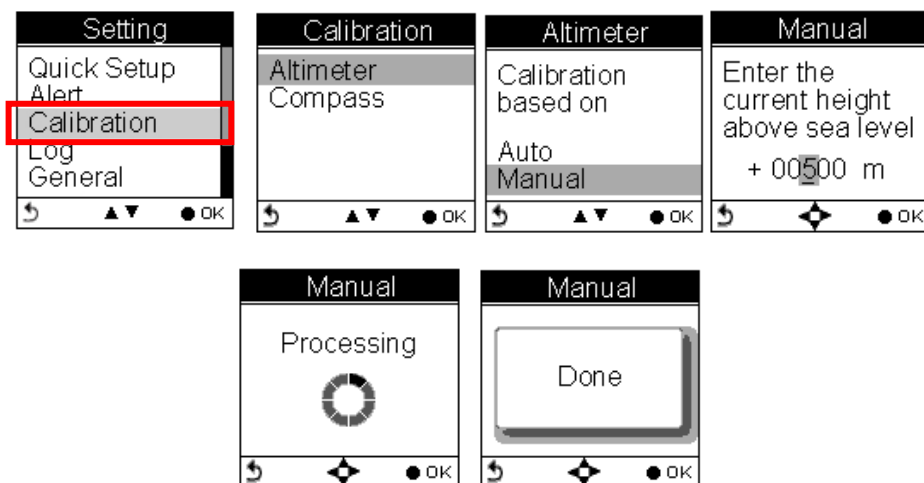 Setting
Quick Setup
Alert
Calibration
Log
General
OK
Calibration
Altimeter
Compass
OK
Altimeter
Calibration
based on
Auto
Manual
OK
Manual
Enter the
current height
above sea level
+ 00500 m
OK
Manual
Processing
OK
Manual
Done
OK